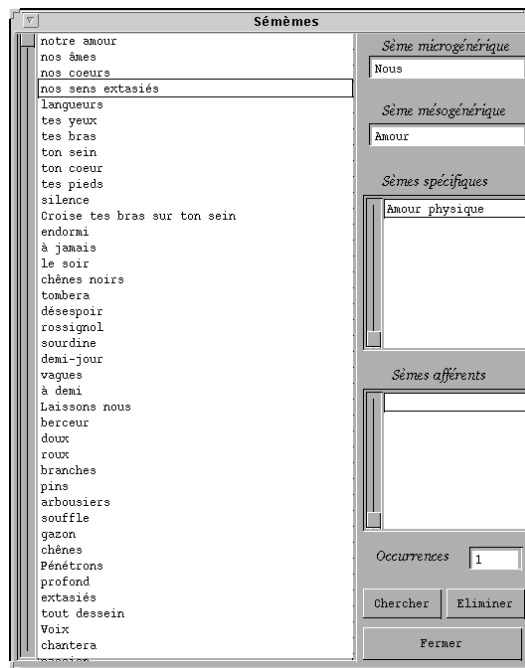 Sémèmes
notre amour
nos âmes
nos coeurs
nos sens extasiés
langueurs
tes yeux
tes bras
ton sein
ton coeur
tes pieds
silence
Croise tes bras sur ton sein
endormi
à jamais
le soir
chênes noirs
tombera
désespoir
rossignol
sourdine
demi-jour
vagues
à demi
Laissons nous
berceur
doux
roux
branches
pins
arbousiers
souffle
gazon
chênes
Pénétrons
profond
extasiés
tout dessein
Voix
chantera
Sème microgénérique
Nous
Sème mésogénérique
Amour
Sèmes spécifiques
Amour physique
Sèmes afférents
Occurrences 1
Chercher Eliminer
Fermer